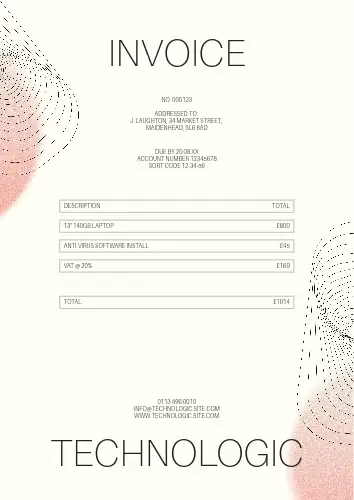 INVOICE
NO. 000123
ADDRESSED TO:
J. LAUGHTON, 34 MARKET STREET,
MAIDENHEAD, SL6 8AD
DUE BY 20.08.XX
ACCOUNT NUMBER 12345678
SORT CODE 12-34-56
DESCRIPTION TOTAL
13" 140GB LAPTOP £800
ANTI-VIRUS SOFTWARE INSTALL £45
VAT @ 20% £169
TOTAL £1014
0113 496 0010
INFO@TECHNOLOGIC.SITE.COM
WWW.TECHNOLOGIC.SITE.COM
TECHNOLOGIC